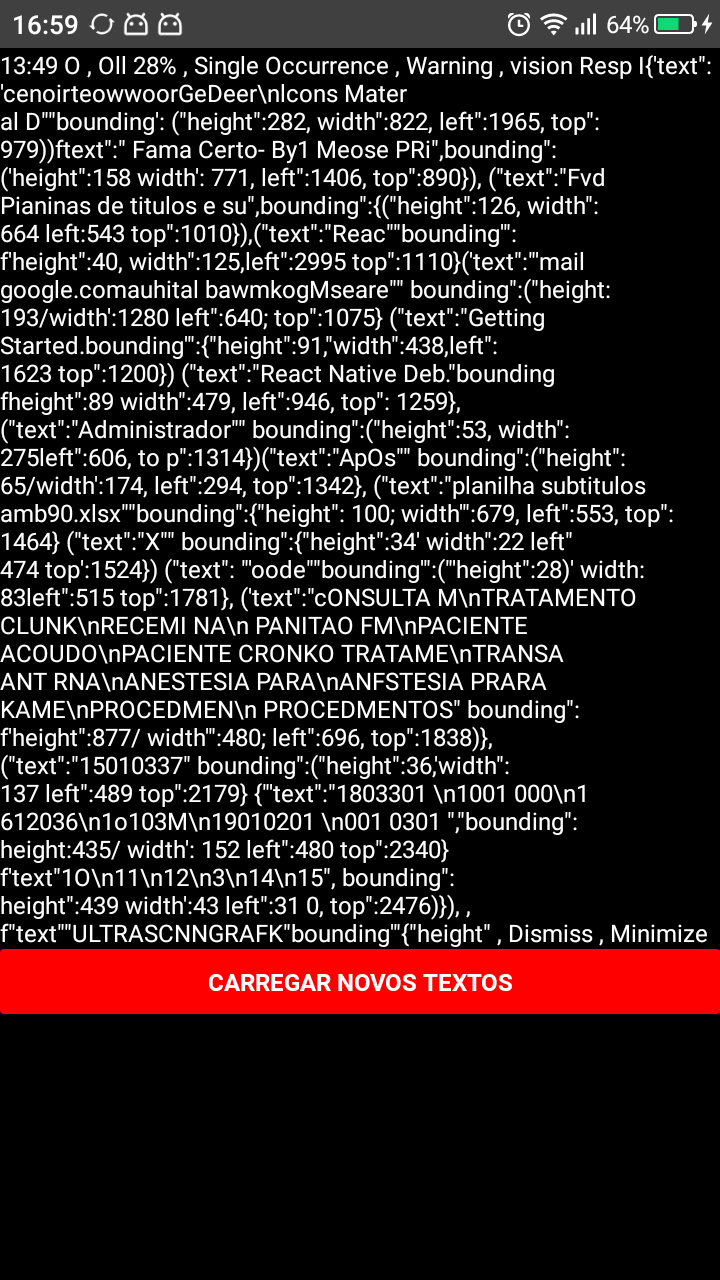 16:59 64%
13:49 O , Oll 28% , Single Occurrence , Warning , vision Resp I{'text":
'cenoirteowwoorGeDeer\nlcons Mater
al D""bounding': ("height":282, width":822, left":1965, top":
979))ftext":" Fama Certo- By1 Meose PRi",bounding":
('height":158 width': 771, left":1406, top":890}), ("text":"Fvd
Pianinas de titulos e su",bounding":{("height":126, width":
664 left:543 top":1010}),("text":"Reac""bounding"':
f'height":40, width":125,left":2995 top":1110}('text":"'mail
google.comauhital bawmkogMseare"" bounding":("height:
193/width':1280 left":640; top":1075} ("text":"Getting
Started.bounding"':{"height":91,"width":438,left":
1623 top":1200}) ("text":"React Native Deb."bounding
fheight":89 width":479, left":946, top": 1259},
("text":"Administrador"" bounding":("height":53, width":
275left":606, to p":1314})("text":"ApOs"" bounding":("height":
65/width':174, left":294, top":1342}, ("text":"planilha subtitulos
amb90.xlsx""bounding":{"height": 100; width"':679, left":553, top":
1464} ("text":"X"" bounding":{"height":34' width":22 left"
474 top':1524}) ("text": "'oode""bounding"':("'height":28)' width:
83left":515 top":1781}, ('text":"cONSULTA M\nTRATAMENTO
CLUNK\nRECEMI NA\n PANITAO FM\nPACIENTE
ACOUDO\nPACIENTE CRONKO TRATAME\nTRANSA
ANT RNA\nANESTESIA PARA\nANFSTESIA PRARA
KAME\nPROCEDMEN\n PROCEDMENTOS" bounding":
f'height":877/ width"':480; left":696, top":1838)},
("text":"15010337" bounding":("height":36,'width":
137 left":489 top":2179} {"'text":"1803301 \n1001 000\n1
612036\n1o103M\n19010201 \n001 0301 ","bounding":
height:435/ width': 152 left":480 top":2340}
f'text"1O\n11\n12\n3\n14\n15", bounding":
height":439 width':43 left":31 0, top":2476)}), ,
f"text""ULTRASCNNGRAFK"bounding"'{"height" , Dismiss , Minimize
CARREGAR NOVOS TEXTOS